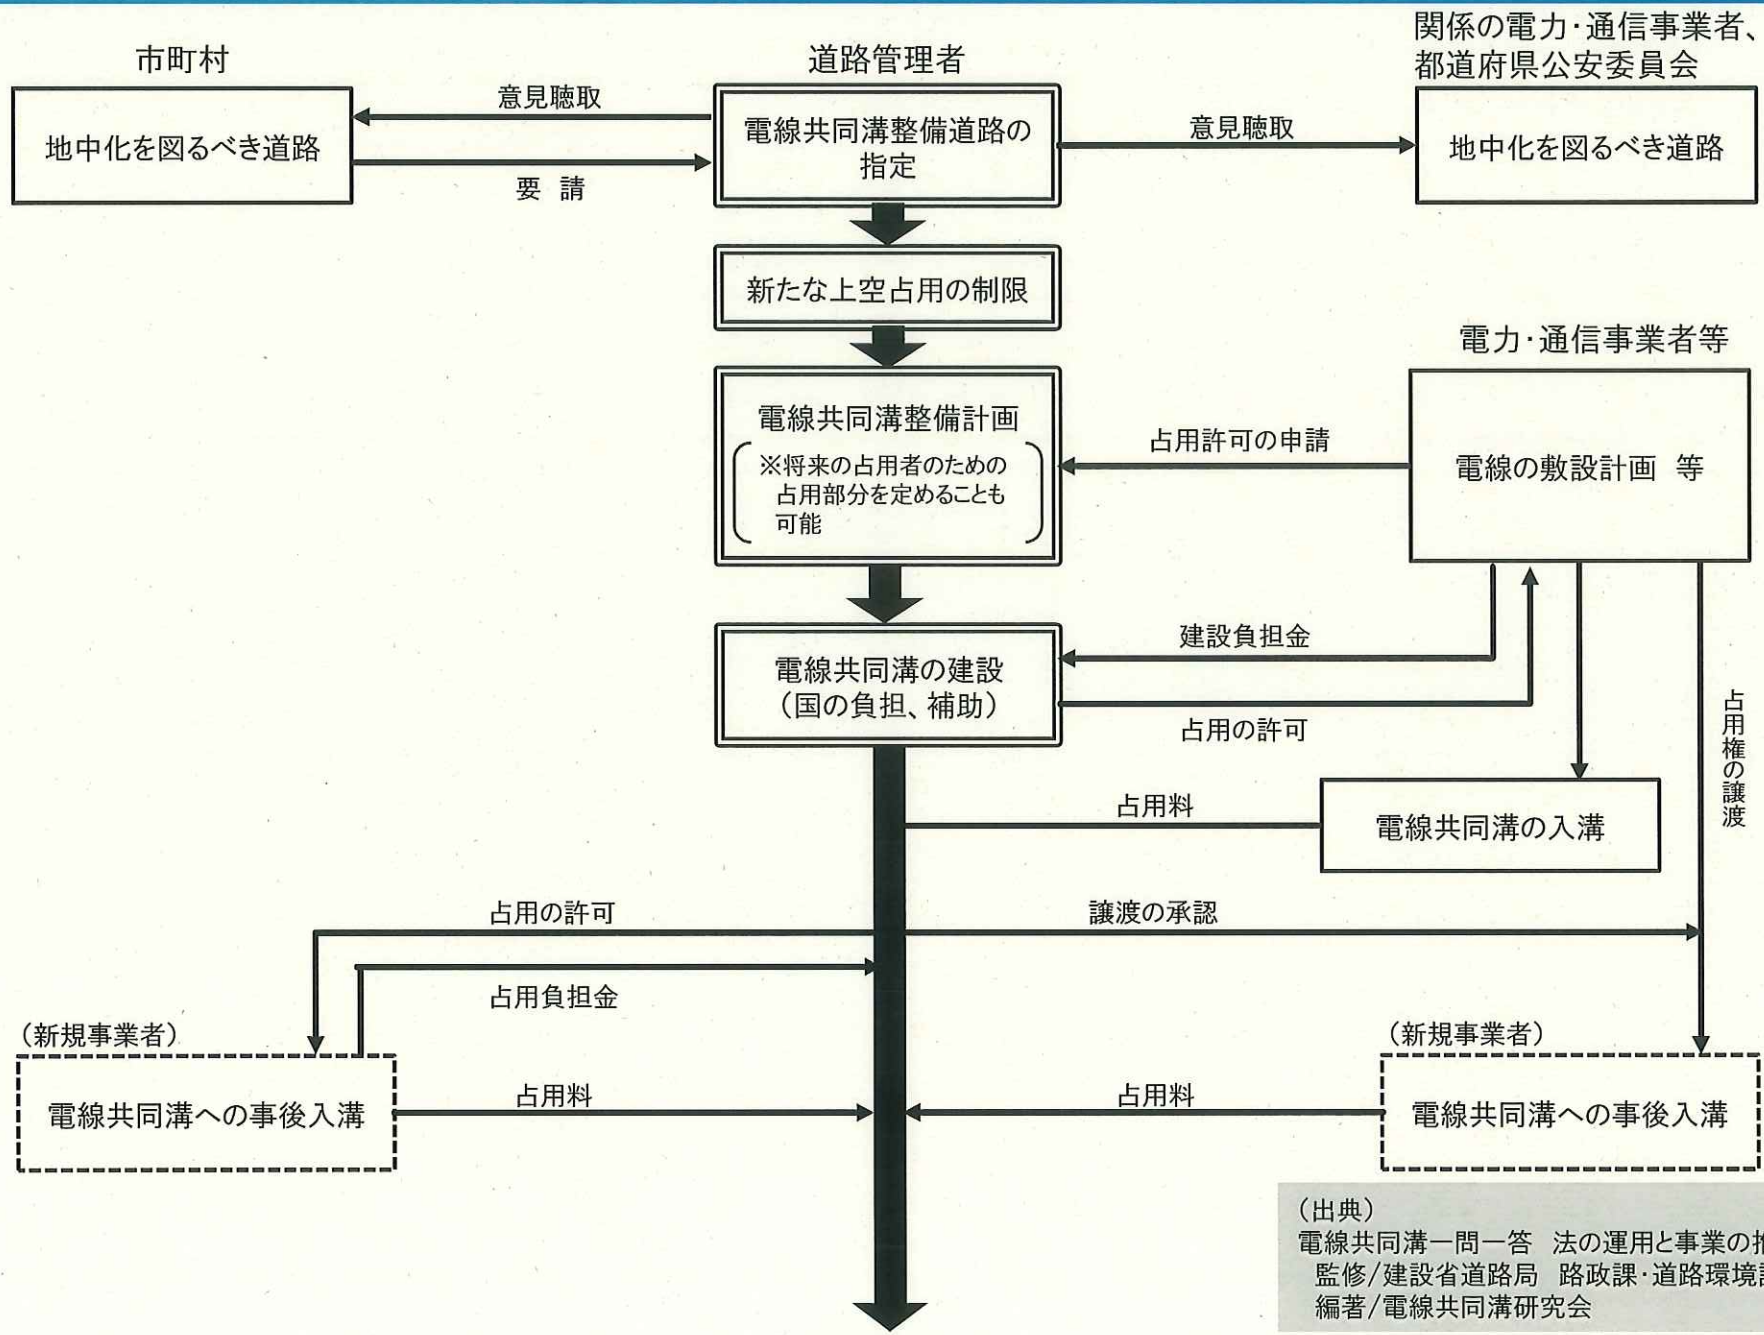 市町村
道路管理者
関係の電力・通信事業者、
都道府県公安委員会
地中化を図るべき道路
意見聴取
要 請
電線共同溝整備道路の
指定
意見聴取
地中化を図るべき道路
新たな上空占用の制限
電力・通信事業者等
電線共同溝整備計画
※将来の占用者のための
占用部分を定めることも
可能
占用許可の申請
電線の敷設計画 等
電線共同溝の建設
（国の負担、補助）
建設負担金
占用の許可
占用権の譲渡
占用料
電線共同溝の入溝
占用の許可
譲渡の承認
占用負担金
（新規事業者）
電線共同溝への事後入溝
占用料
占用料
（新規事業者）
電線共同溝への事後入溝
（出典）
電線共同溝一問一答 法の運用と事業の
監修/建設省道路局 路政課・道路環境
編著/電線共同溝研究会